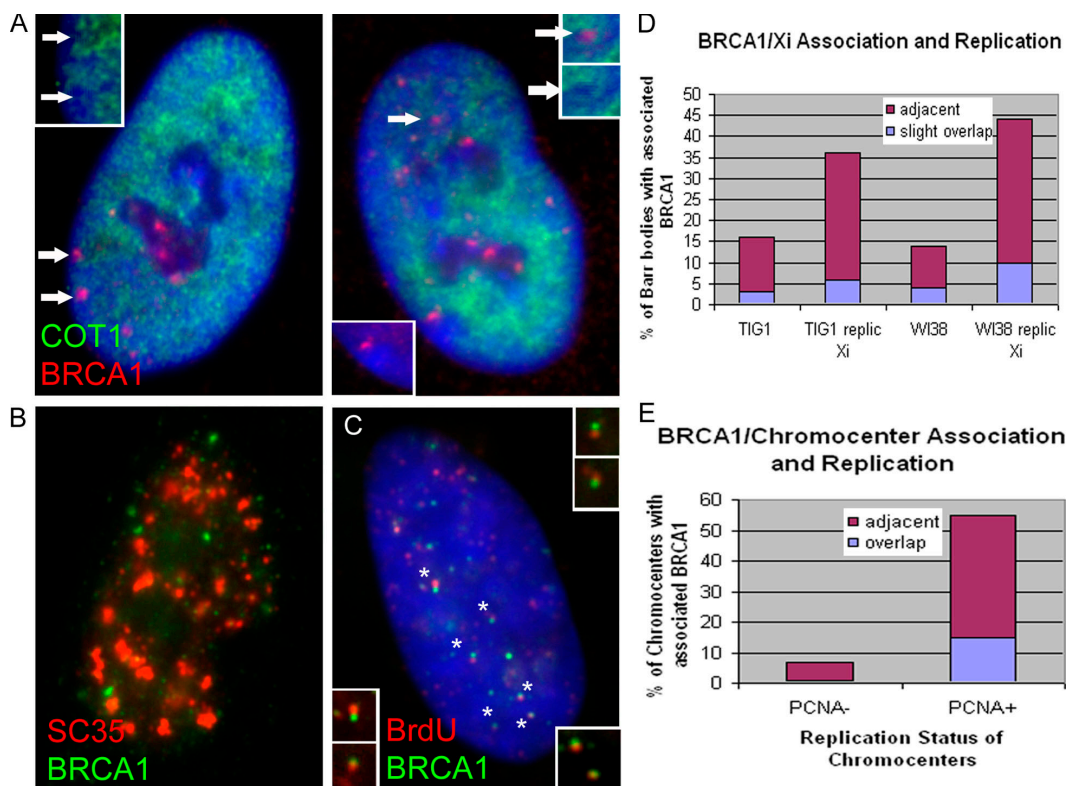 A
COT1
BRCA1
B
SC35
BRCA1
C
* * * * * *
BrdU
BRCA1
D
BRCA1/Xi Association and Replication
% of Barr bodies with associated
BRCA1
50
45
40
35
30
25
20
15
10
5
0
adjacent
slight overlap
TIG1
TIG1 replic
Xi
WI38
WI38 replic
Xi
E
BRCA1/Chromocenter Association
and Replication
% of Chromocenters with
associated BRCA1
60
50
40
30
20
10
0
adjacent
overlap
PCNA-
PCNA+
Replication Status of
Chromocenters